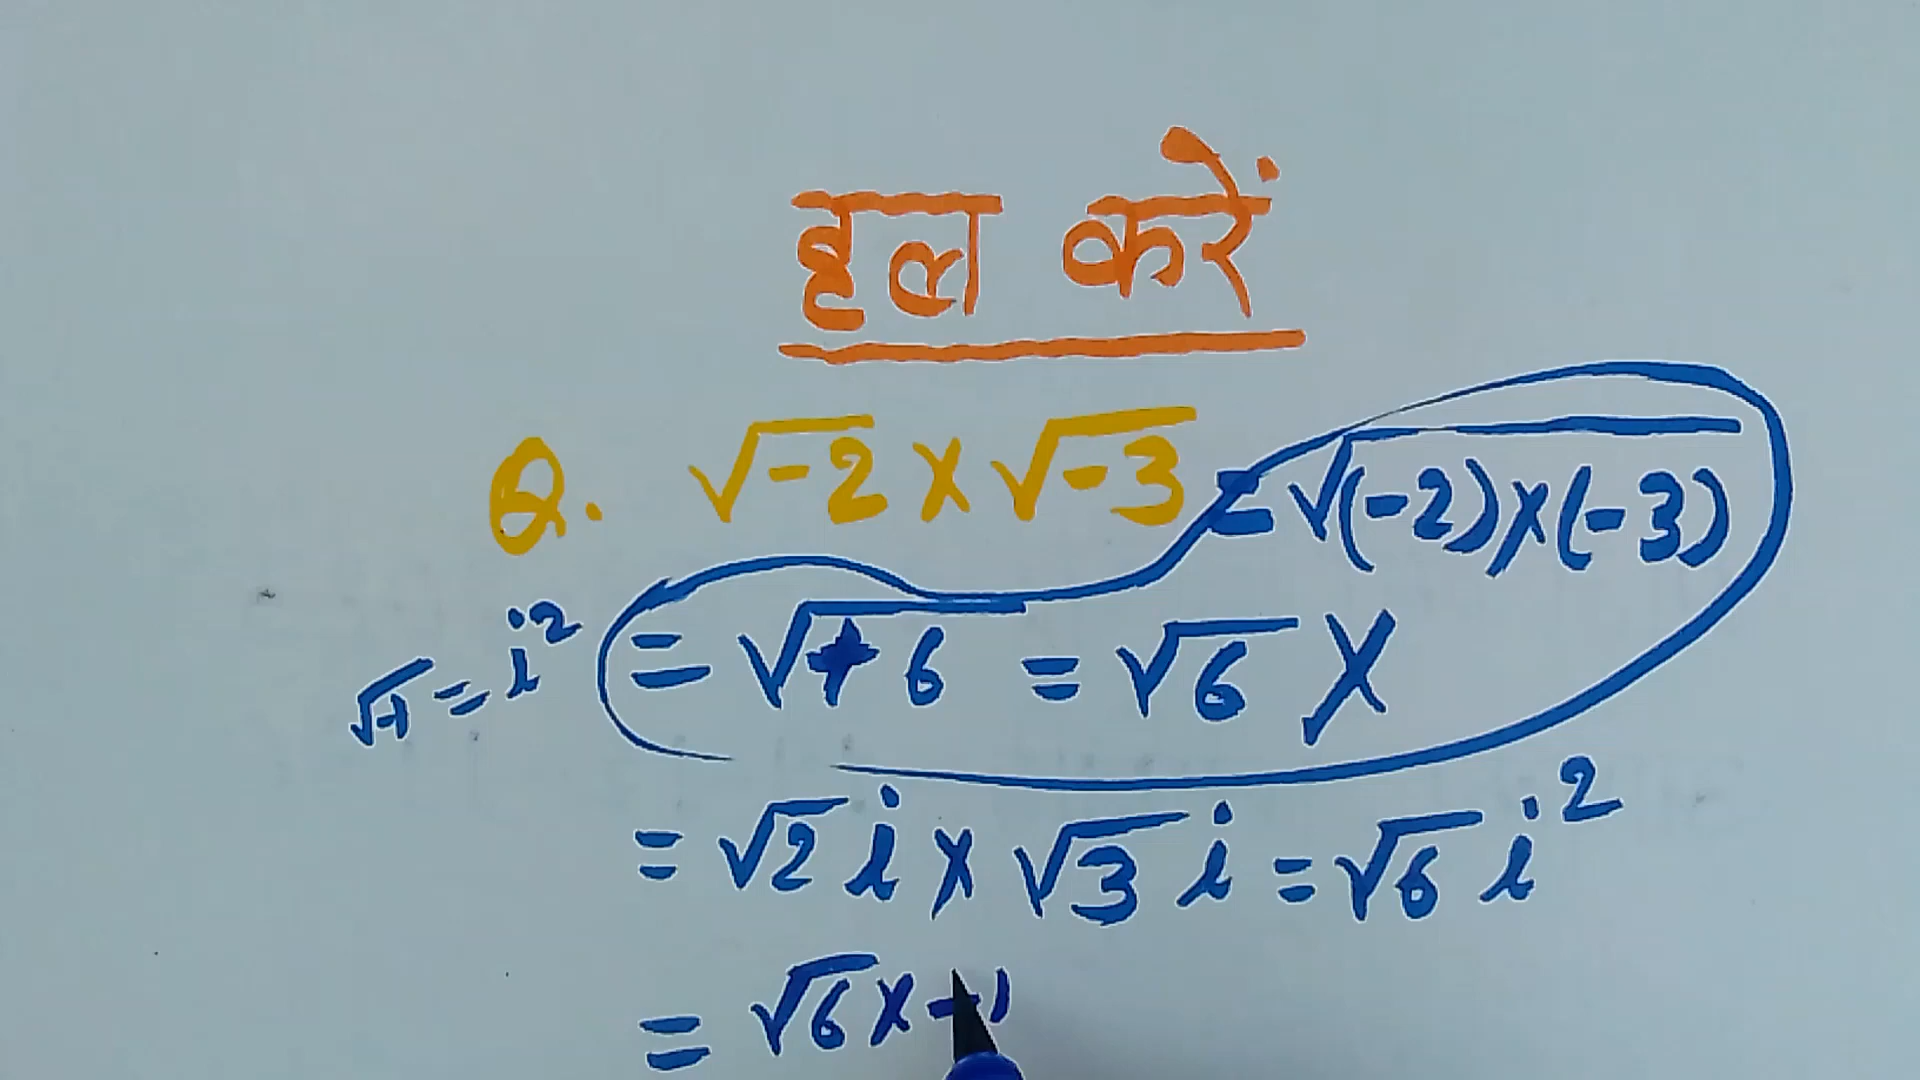 हल करें
Q. √-2 × √-3 = √(-2)×(-3)
= √+6 = √6 X
√-1 = i²
= √2 i × √3 i = √6 i²
= √6 × -1